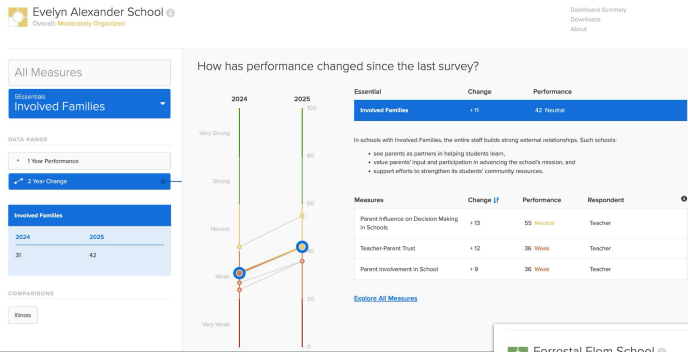 Evelyn Alexander School
Overall: Moderately Organized
Dashboard Summary
Downloads
About
All Measures
5Essentials
Involved Families
DATA RANGE
1 Year Performance
2 Year Change
Involved Families
2024 2025
31 42
COMPARISONS
Illinois
How has performance changed since the last survey?
2024 2025
100
Very Strong
80
Strong
60
Neutral
40
Weak
20
Very Weak
0
Essential Change Performance
Involved Families + 11 42 Neutral
In schools with Involved Families, the entire staff builds strong external relationships. Such schools:
• see parents as partners in helping students learn,
• value parents' input and participation in advancing the school's mission, and
• support efforts to strengthen its students' community resources.
Measures Change Performance Respondent
Parent Influence on Decision Making
in Schools
+ 13 55 Neutral Teacher
Teacher-Parent Trust + 12 36 Weak Teacher
Parent Involvement in School + 9 36 Weak Teacher
Explore All Measures
Forrestal Elem School